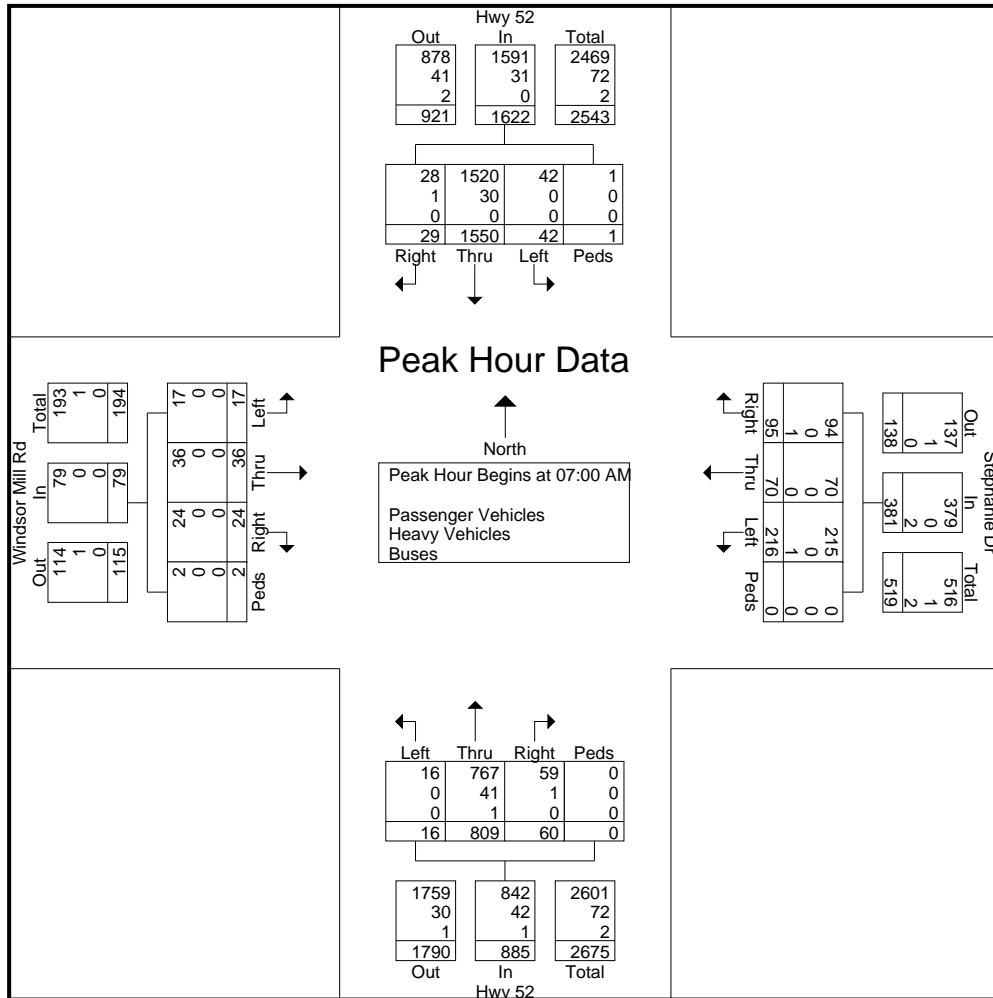 Hwy 52
Out In Total
878 1591 2469
41 31 72
2 0 2
921 1622 2543
28 1520 42 1
1 30 0 0
0 0 0 0
29 1550 42 1
Right Thru Left Peds
Peak Hour Data
North
Peak Hour Begins at 07:00 AM
Passenger Vehicles
Heavy Vehicles
Buses
Windsor Mill Rd
Out In Total
114 79 193
1 0 1
0 0 0
115 79 194
Peds Right Thru Left
2 24 36 17
0 0 0 0
0 0 0 0
2 24 36 17
Stephanie Dr
Out In Total
137 379 516
1 0 1
0 2 2
138 381 519
94 70 215 0
0 0 0 0
1 0 1 0
95 70 216 0
Right Thru Left Peds
Left Thru Right Peds
16 767 59 0
0 41 1 0
0 1 0 0
16 809 60 0
1759 842 2601
30 42 72
1 1 2
1790 885 2675
Out In Total
Hwy 52